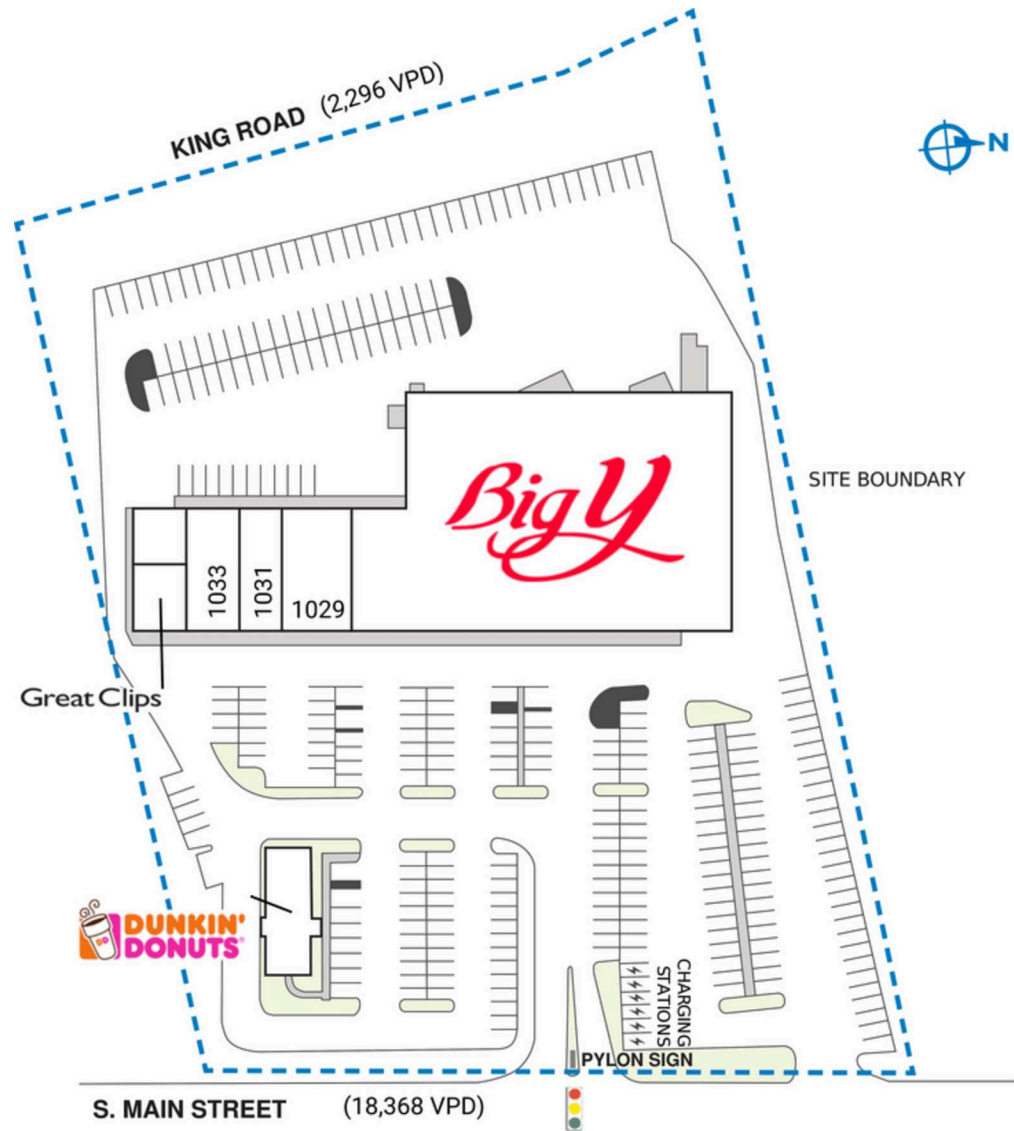 KING ROAD (2,296 VPD)
N
SITE BOUNDARY
Big Y
1033
1031
1029
Great Clips
DUNKIN'
DONUTS
DD
CHARGING
STATIONS
PYLON SIGN
S. MAIN STREET (18,368 VPD)